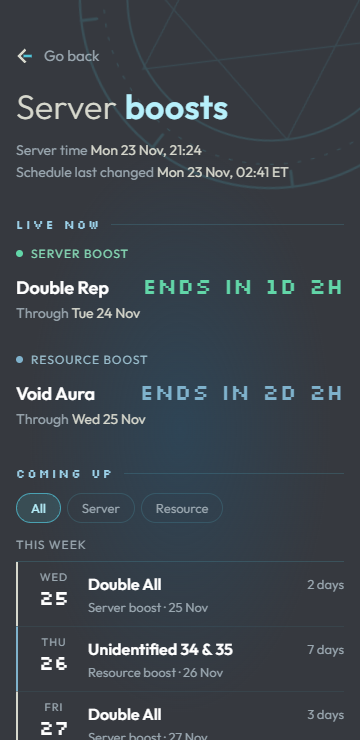 Go back
Server boosts
Server time Mon 23 Nov, 21:24
Schedule last changed Mon 23 Nov, 02:41 ET
LIVE NOW
SERVER BOOST
Double Rep ENDS IN 1D 2H
Through Tue 24 Nov
RESOURCE BOOST
Void Aura ENDS IN 2D 2H
Through Wed 25 Nov
COMING UP
All Server Resource
THIS WEEK
WED
25
Double All 2 days
Server boost · 25 Nov
THU
26
Unidentified 34 & 35 7 days
Resource boost · 26 Nov
FRI
27
Double All 3 days
Server boost · 27 Nov